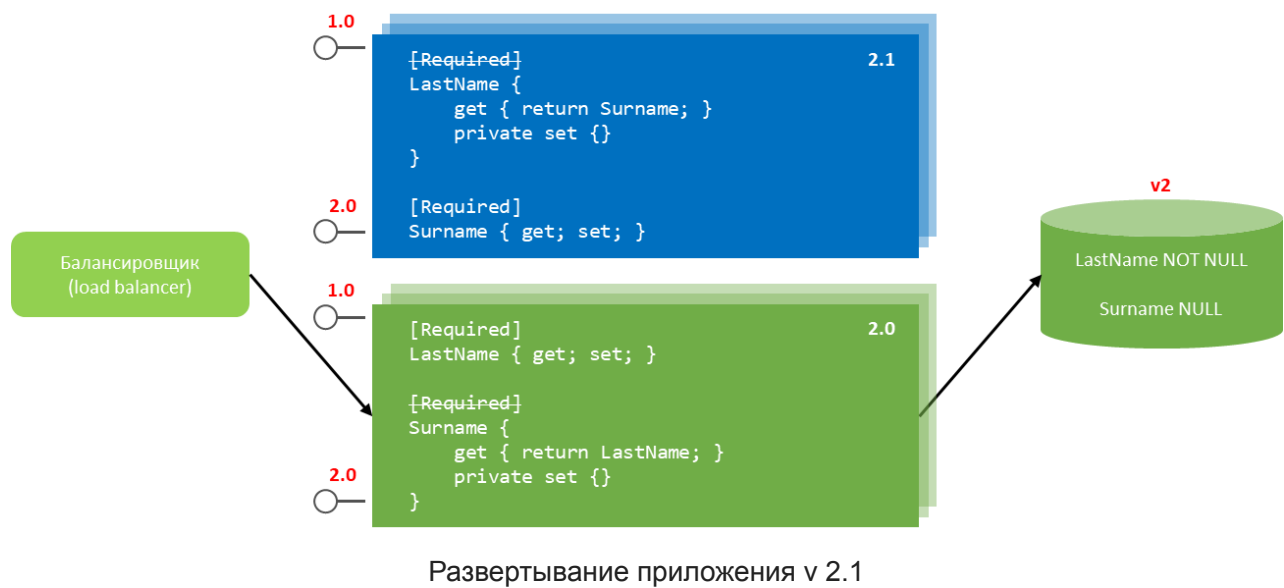 1.0
[Required] 2.1
LastName {
get { return Surname; }
private set {}
}
2.0
[Required]
Surname { get; set; }
Балансировщик
(load balancer)
1.0
[Required] 2.0
LastName { get; set; }
[Required]
Surname {
get { return LastName; }
private set {}
}
2.0
v2
LastName NOT NULL
Surname NULL
Развертывание приложения v 2.1